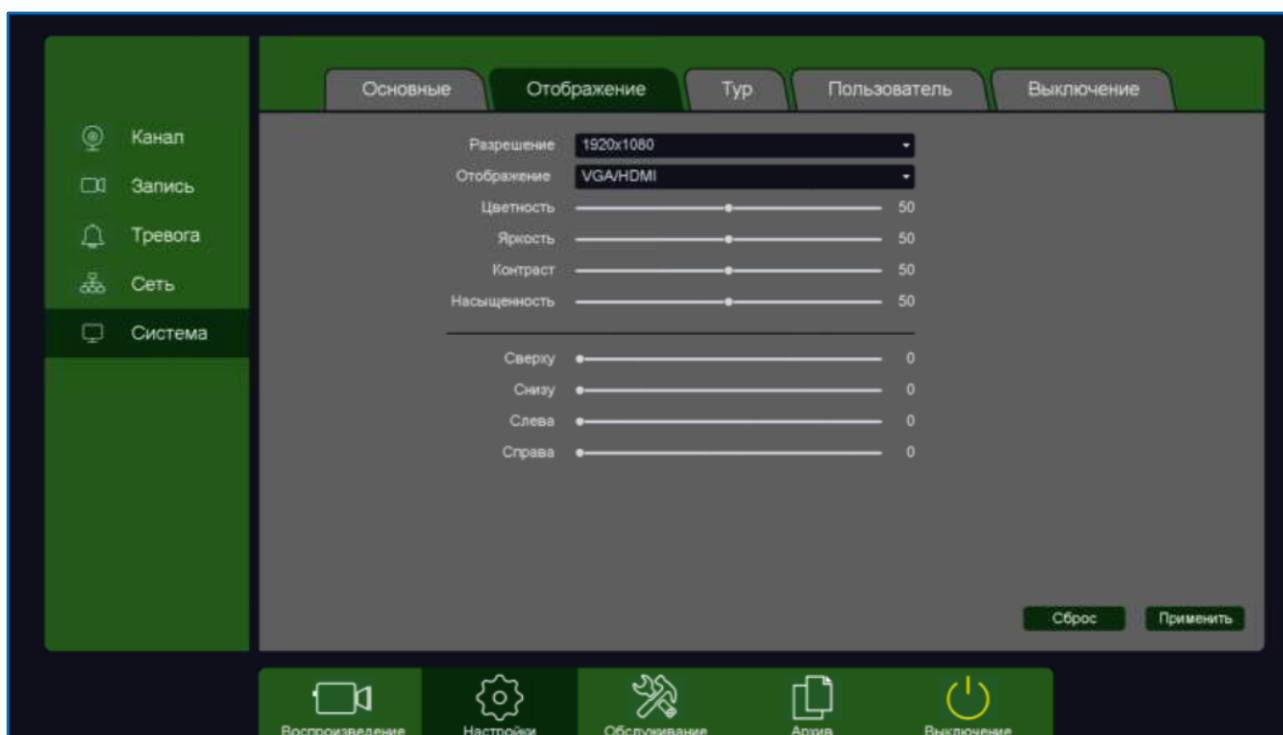 Основные Отображение Тур Пользователь Выключение
Канал
Запись
Тревога
Сеть
Система
Разрешение 1920x1080
Отображение VGA/HDMI
Цветность 50
Яркость 50
Контраст 50
Насыщенность 50
Сверху 0
Снизу 0
Слева 0
Справа 0
Сброс Применить
Воспроизведение Настройки Обслуживание Архив Выключение